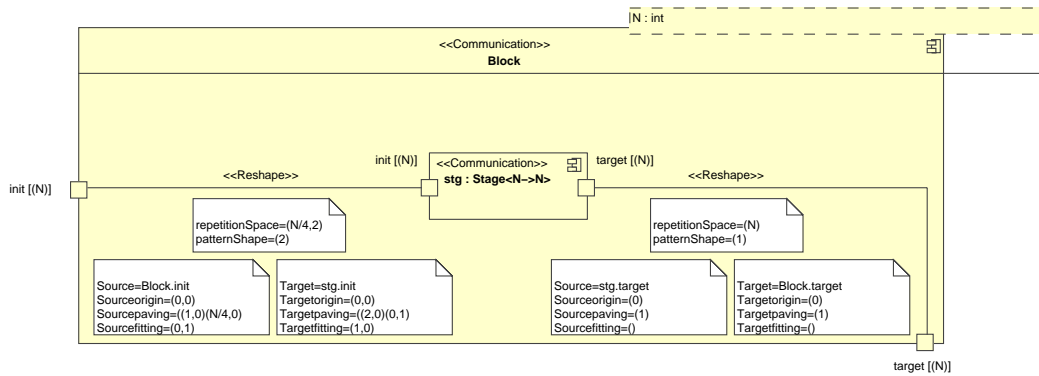 N : int
<<Communication>>
Block
init [(N)]
<<Reshape>>
init [(N)]
<<Communication>>
stg : Stage<N−>N>
target [(N)]
<<Reshape>>
repetitionSpace=(N/4,2)
patternShape=(2)
Source=Block.init
Sourceorigin=(0,0)
Sourcepaving=((1,0)(N/4,0)
Sourcefitting=(0,1)
Target=stg.init
Targetorigin=(0,0)
Targetpaving=((2,0)(0,1)
Targetfitting=(1,0)
repetitionSpace=(N)
patternShape=(1)
Source=stg.target
Sourceorigin=(0)
Sourcepaving=(1)
Sourcefitting=()
Target=Block.target
Targetorigin=(0)
Targetpaving=(1)
Targetfitting=()
target [(N)]